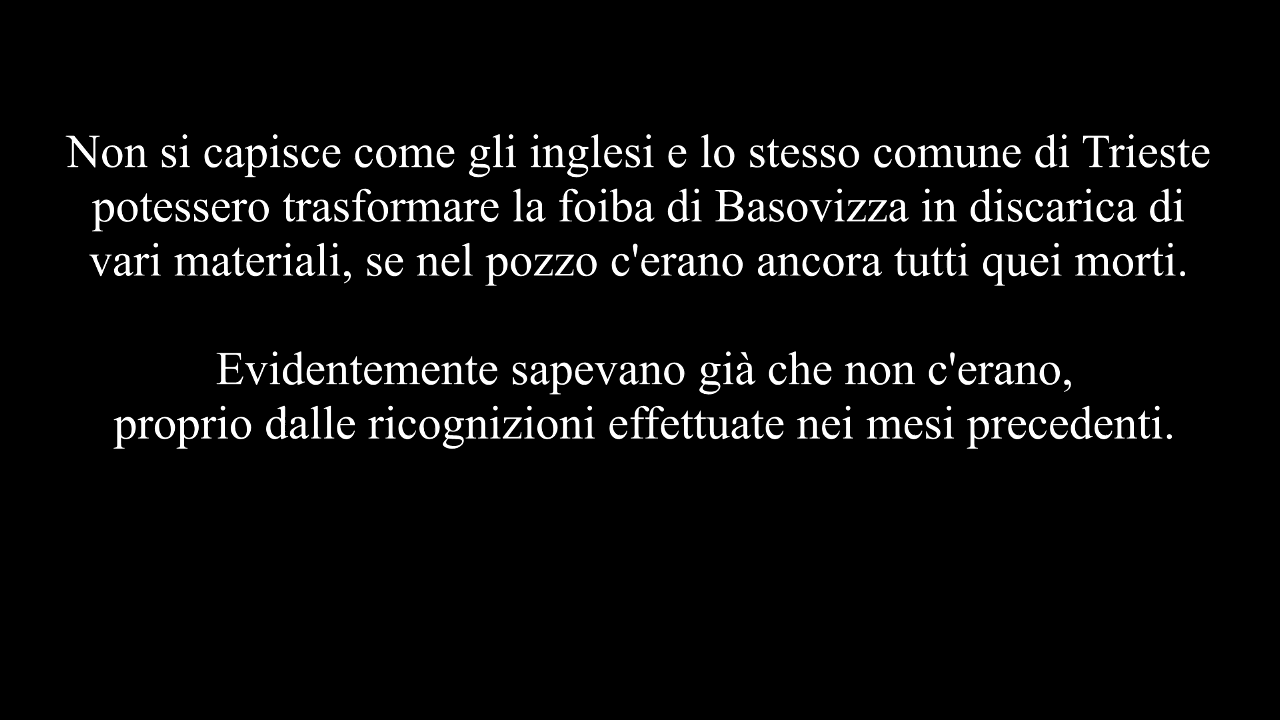 Non si capisce come gli inglesi e lo stesso comune di Trieste
potessero trasformare la foiba di Basovizza in discarica di
vari materiali, se nel pozzo c'erano ancora tutti quei morti.
Evidentemente sapevano già che non c'erano,
proprio dalle ricognizioni effettuate nei mesi precedenti.